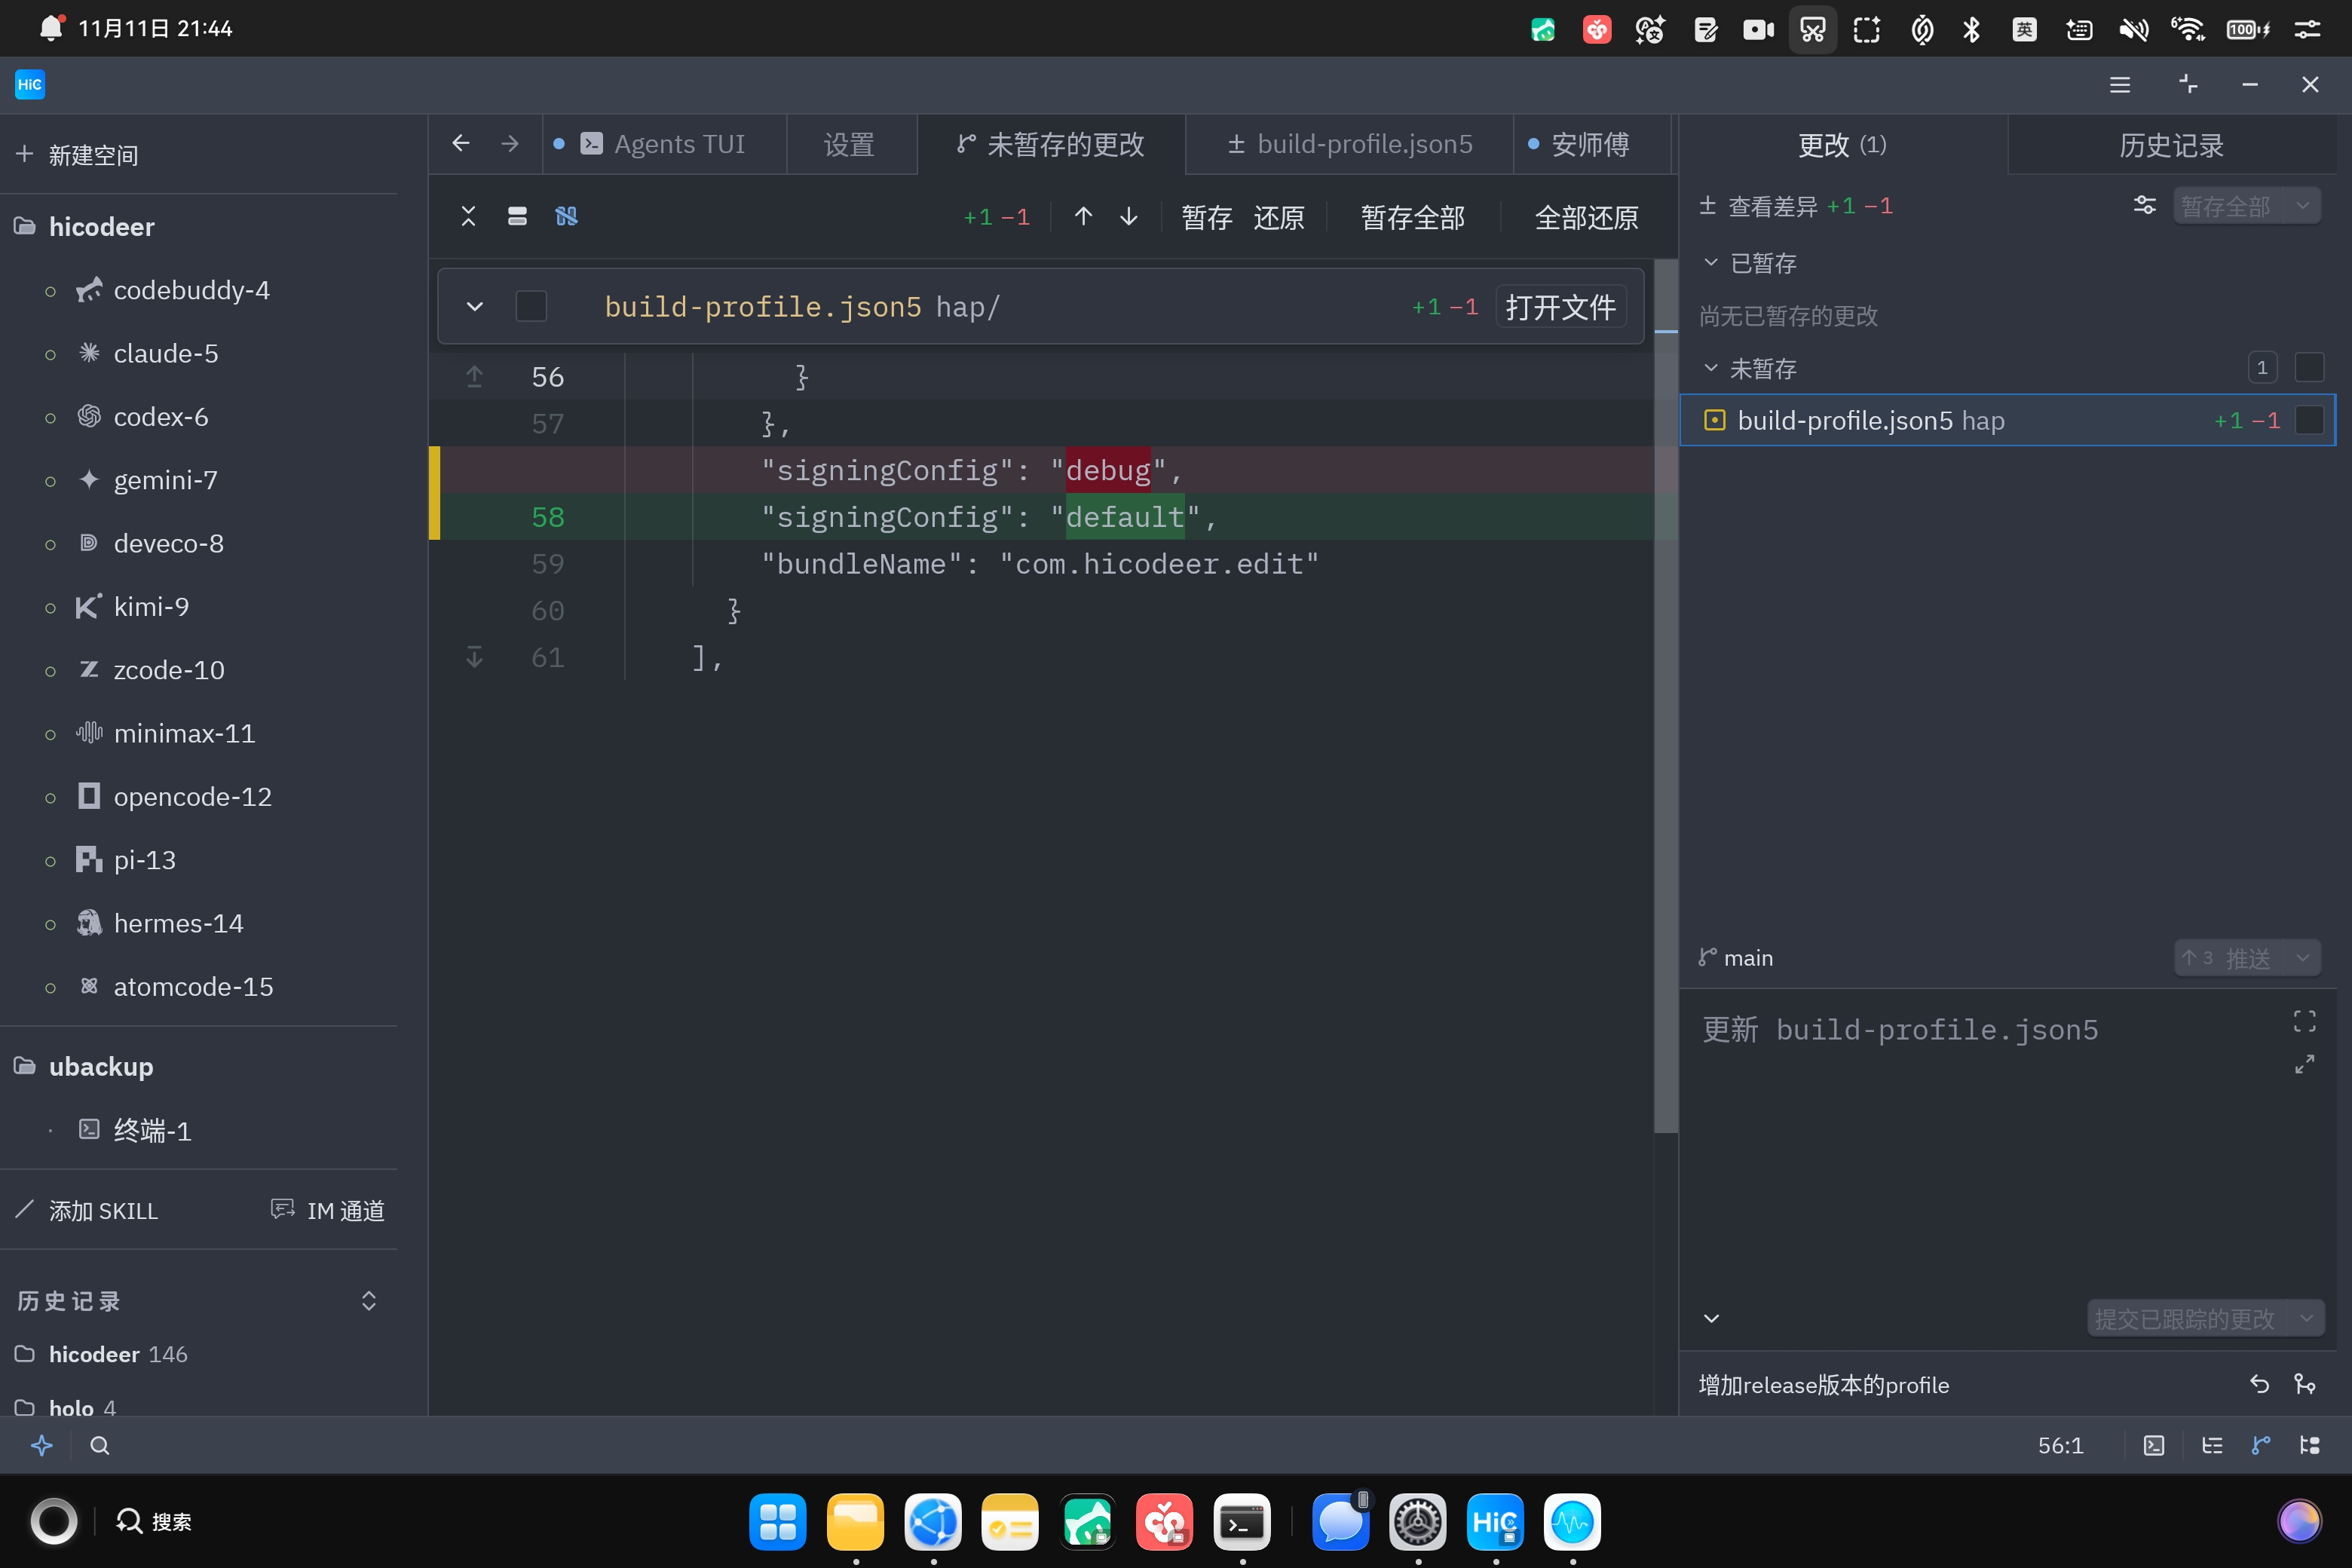 11月11日 21:44
英
100
HiC
新建空间
hicodeer
codebuddy-4
claude-5
codex-6
gemini-7
deveco-8
kimi-9
zcode-10
minimax-11
opencode-12
pi-13
hermes-14
atomcode-15
ubackup
终端-1
添加 SKILL
IM 通道
历史记录
hicodeer 146
holo 4
Agents TUI
设置
未暂存的更改
± build-profile.json5
安师傅
+1 −1
暂存 还原
暂存全部
全部还原
build-profile.json5 hap/
+1 −1
打开文件
56 }
57 },
"signingConfig": "debug",
58 "signingConfig": "default",
59 "bundleName": "com.hicodeer.edit"
60 }
61 ],
更改 (1)
历史记录
± 查看差异 +1 −1
暂存全部
已暂存
尚无已暂存的更改
未暂存
1
build-profile.json5 hap
+1 −1
main
↑ 3 推送
更新 build-profile.json5
提交已跟踪的更改
增加release版本的profile
56:1
搜索
HiC